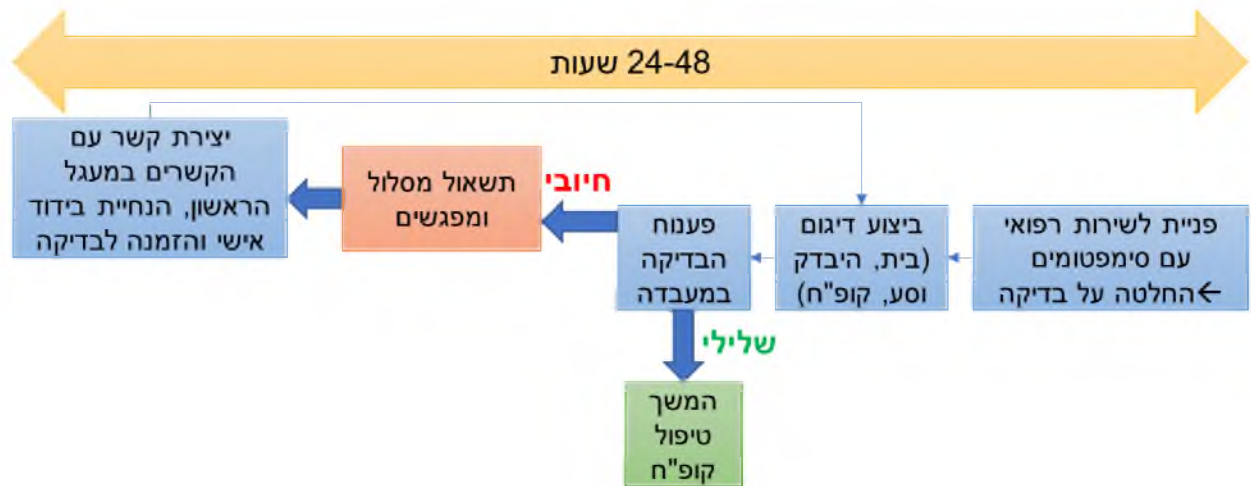 24-48 שעות
פניית לשירות רפואי
עם סימפטומים
←החלטה על בדיקה
ביצוע דיגום
(בית, היבדק
וסע, קופ"ח)
פענוח
הבדיקה
במעבדה
חיובי
תשאול מסלול
ומפגשים
יצירת קשר עם
הקשרים במעגל
הראשון, הנחיית בידוד
אישי והזמנה לבדיקה
שלילי
המשך
טיפול
קופ"ח